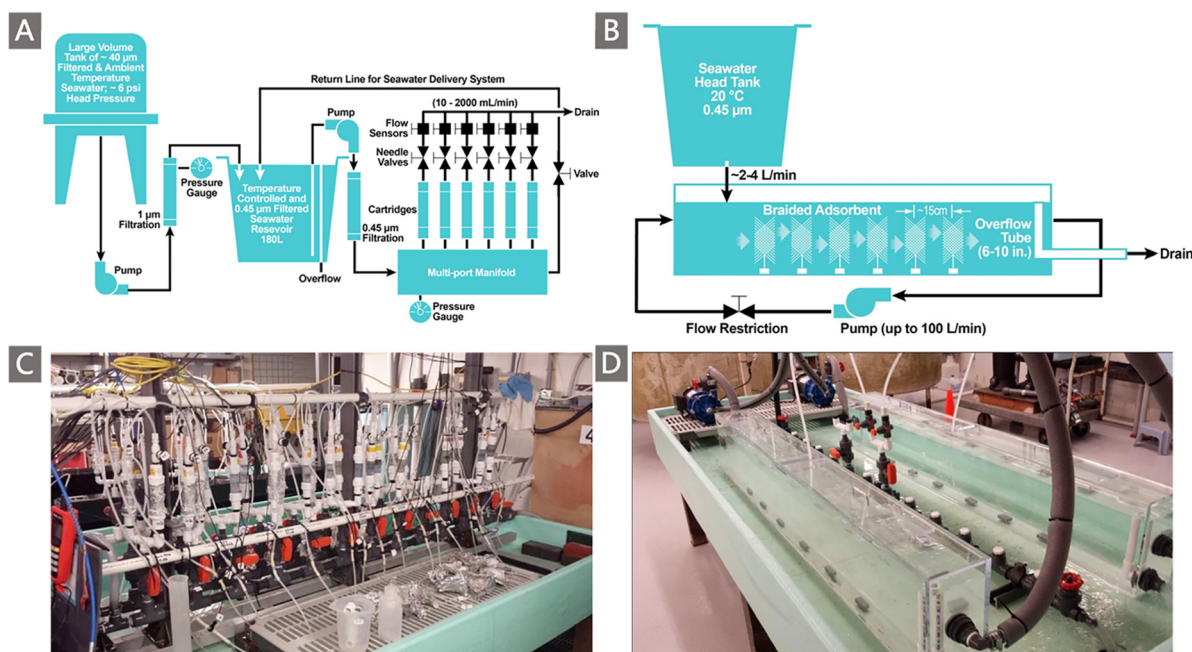 A
Large Volume
Tank of ~ 40 μm
Filtered & Ambient
Temperature
Seawater; ~ 6 psi
Head Pressure
Return Line for Seawater Delivery System
(10 - 2000 mL/min)
Drain
Pump
Flow
Sensors
Needle
Valves
Valve
Pressure
Gauge
1 μm
Filtration
Temperature
Controlled and
0.45 μm Filtered
Seawater
Resevoir
180L
Cartridges
0.45 μm
Filtration
Pump
Overflow
Multi-port Manifold
Pressure
Gauge
B
Seawater
Head Tank
20 °C
0.45 μm
~2-4 L/min
Braided Adsorbent
~15cm
Overflow
Tube
(6-10 in.)
Drain
Flow Restriction
Pump (up to 100 L/min)
C
4
D